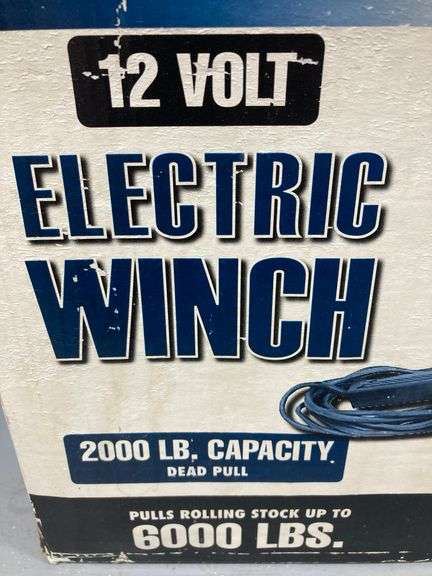 12 VOLT
ELECTRIC
WINCH
2000 LB. CAPACITY
DEAD PULL
PULLS ROLLING STOCK UP TO
6000 LBS.